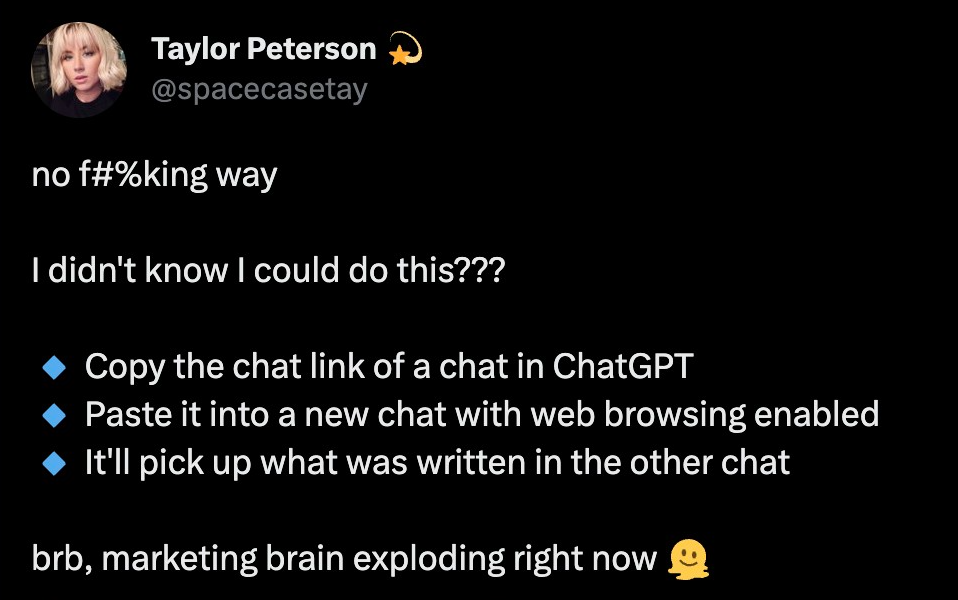 Taylor Peterson 💫
@spacecasetay
no f#%king way
I didn't know I could do this???
🔹 Copy the chat link of a chat in ChatGPT
🔹 Paste it into a new chat with web browsing enabled
🔹 It'll pick up what was written in the other chat
brb, marketing brain exploding right now 🫠